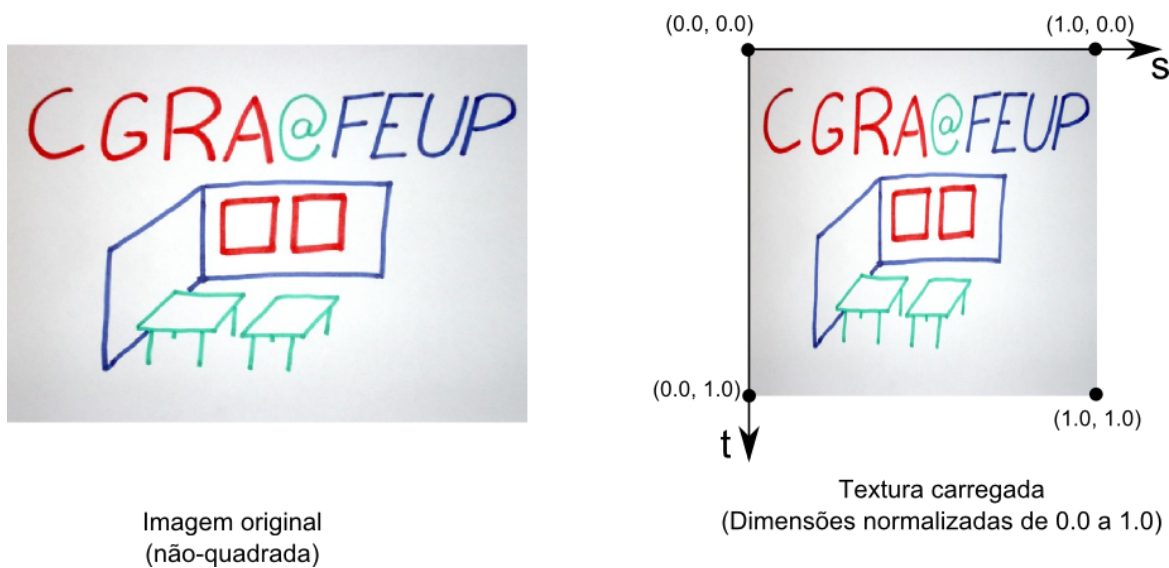 CGRA@FEUP
Imagem original
(não-quadrada)
(0.0, 0.0)
(1.0, 0.0)
s
CGRA@FEUP
(0.0, 1.0)
(1.0, 1.0)
t
Textura carregada
(Dimensões normalizadas de 0.0 a 1.0)